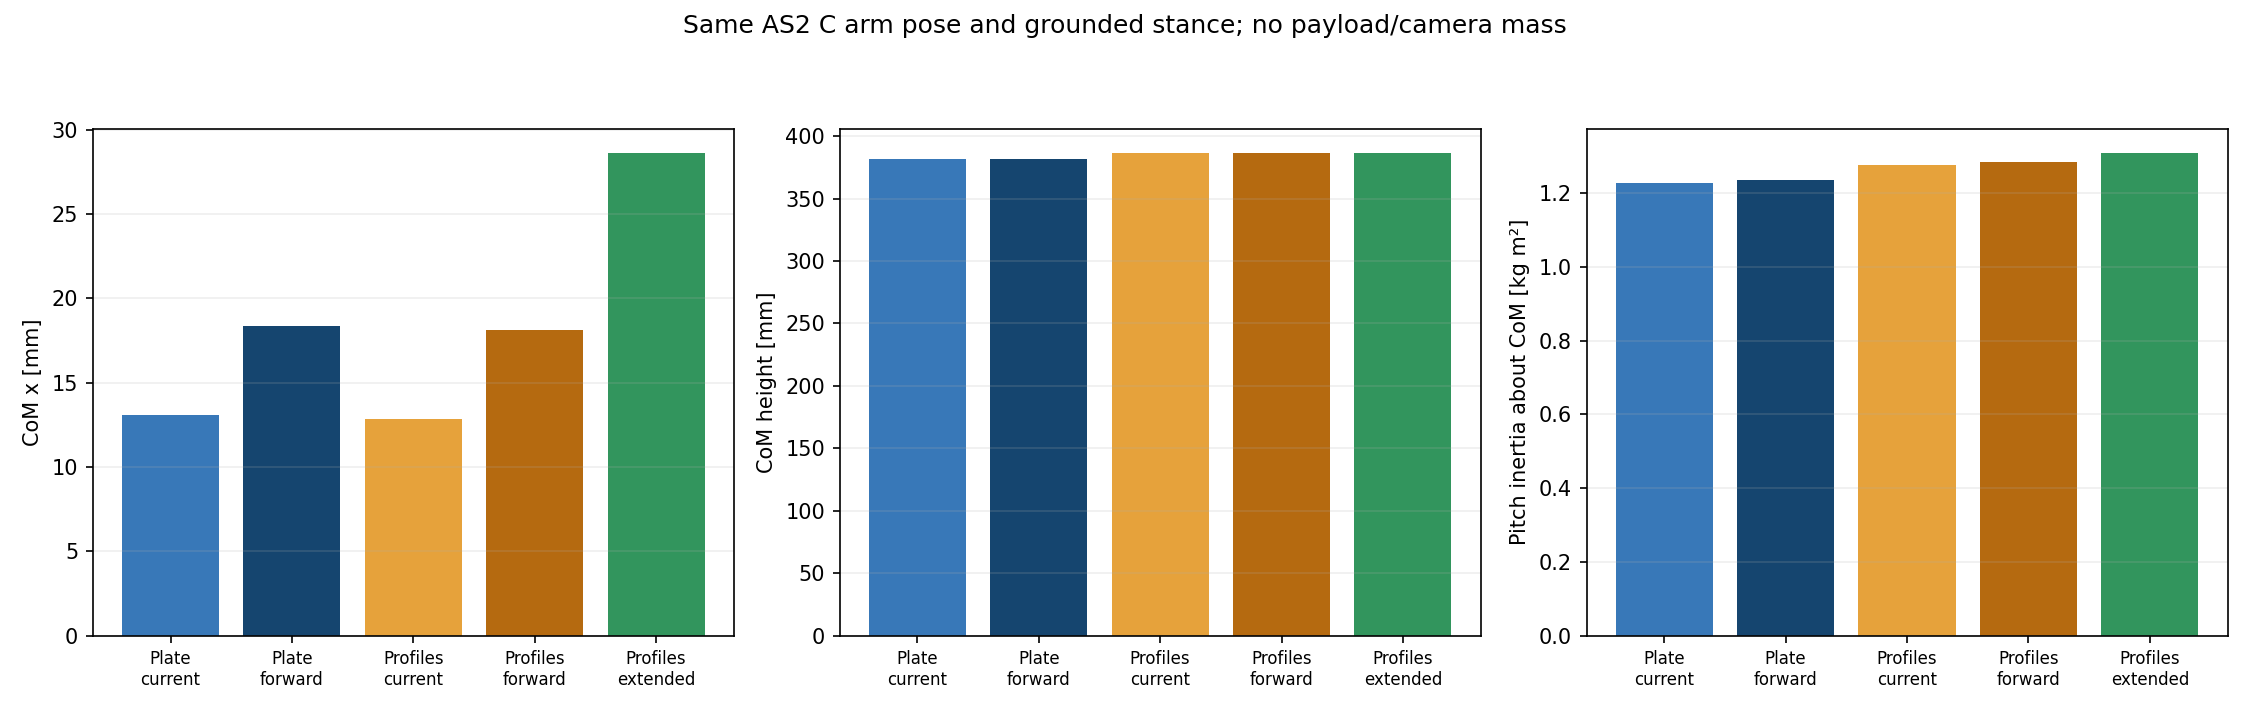 Same AS2 C arm pose and grounded stance; no payload/camera mass
CoM x [mm]
30
25
20
15
10
5
0
Plate
current
Plate
forward
Profiles
current
Profiles
forward
Profiles
extended
CoM height [mm]
400
350
300
250
200
150
100
50
0
Plate
current
Plate
forward
Profiles
current
Profiles
forward
Profiles
extended
Pitch inertia about CoM [kg m²]
1.2
1.0
0.8
0.6
0.4
0.2
0.0
Plate
current
Plate
forward
Profiles
current
Profiles
forward
Profiles
extended